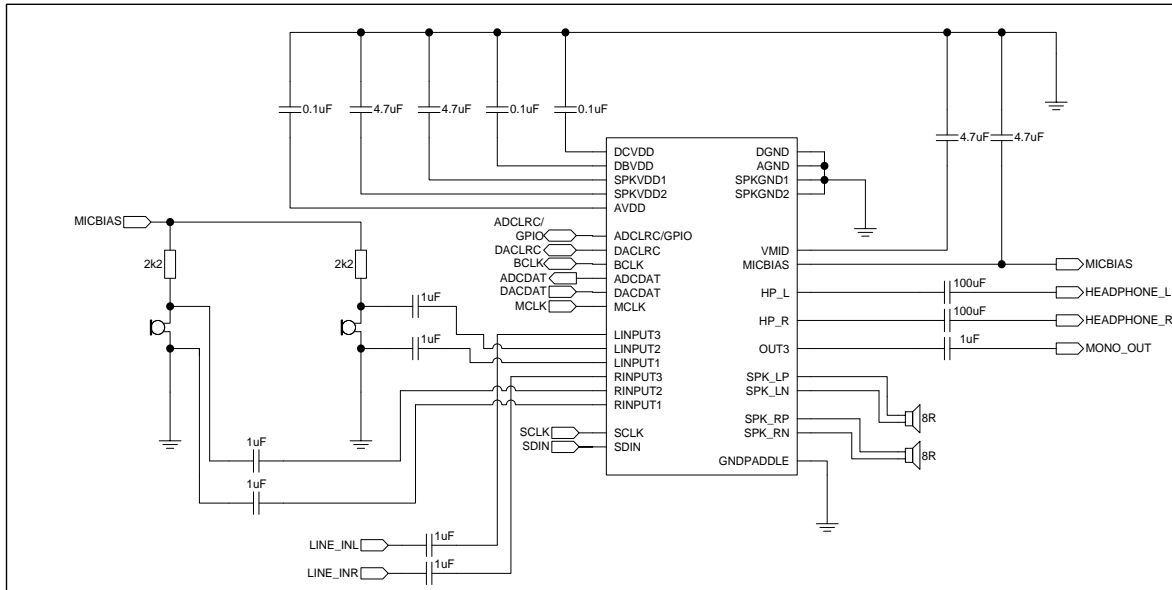 0.1uF 4.7uF 4.7uF 0.1uF 0.1uF
4.7uF 4.7uF
DCVDD
DBVDD
SPKVDD1
SPKVDD2
AVDD
DGND
AGND
SPKGND1
SPKGND2
MICBIAS
2k2
2k2
1uF
1uF
ADCLRC/
GPIO
DACLRC
BCLK
ADCDAT
DACDAT
MCLK
ADCLRC/GPIO
DACLRC
BCLK
ADCDAT
DACDAT
MCLK
LINPUT3
LINPUT2
LINPUT1
RINPUT3
RINPUT2
RINPUT1
SCLK
SDIN
SCLK
SDIN
VMID
MICBIAS
HP_L
HP_R
OUT3
SPK_LP
SPK_LN
SPK_RP
SPK_RN
GNDPADDLE
MICBIAS
100uF
HEADPHONE_L
100uF
HEADPHONE_R
1uF
MONO_OUT
8R
8R
1uF
1uF
LINE_INL
1uF
LINE_INR
1uF